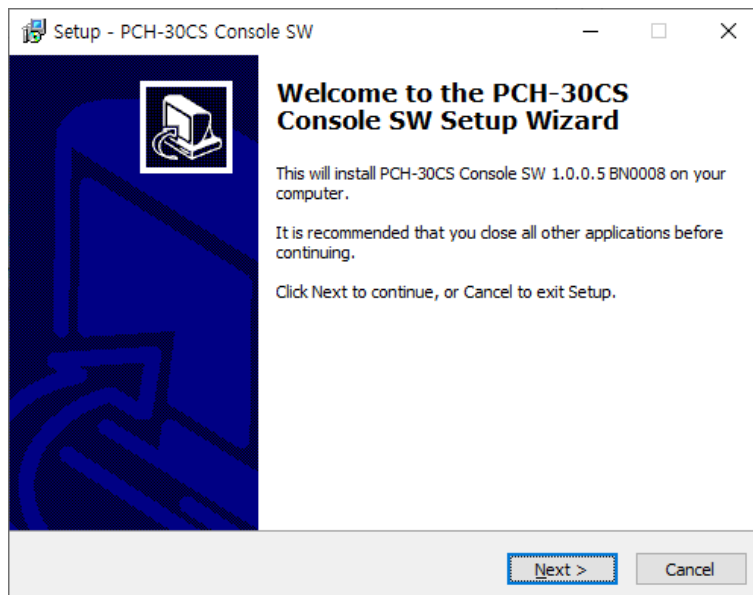 Setup - PCH-30CS Console SW
Welcome to the PCH-30CS
Console SW Setup Wizard
This will install PCH-30CS Console SW 1.0.0.5 BN0008 on your
computer.
It is recommended that you close all other applications before
continuing.
Click Next to continue, or Cancel to exit Setup.
Next >
Cancel